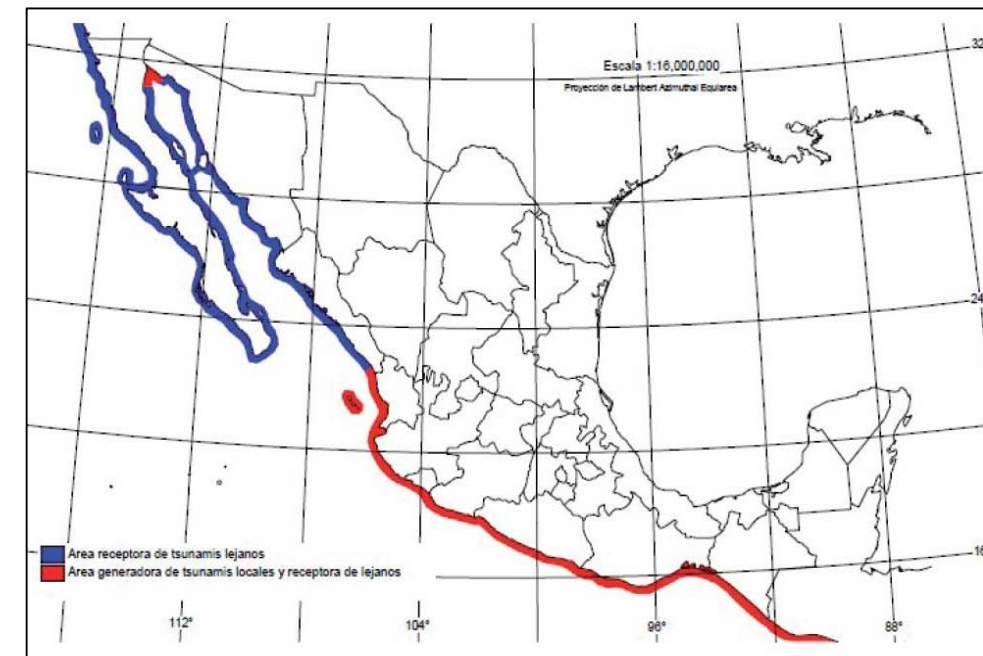 32
Escala 1:16,000,000
Proyección de Lambert Azimuthal Equiarea
24
Area receptora de tsunamis lejanos
Area generadora de tsunamis locales y receptora de lejanos
16
112°
104°
96°
88°